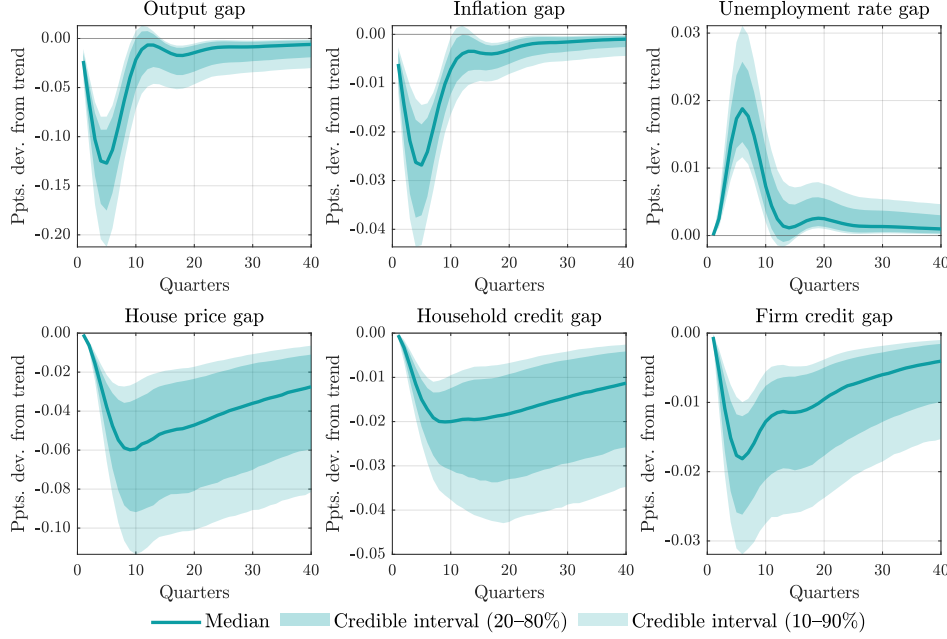 Output gap
Ppts. dev. from trend
0.00
-0.05
-0.10
-0.15
-0.20
0 10 20 30 40
Quarters
Inflation gap
Ppts. dev. from trend
0.00
-0.01
-0.02
-0.03
-0.04
0 10 20 30 40
Quarters
Unemployment rate gap
Ppts. dev. from trend
0.03
0.02
0.01
0.00
0 10 20 30 40
Quarters
House price gap
Ppts. dev. from trend
0.00
-0.02
-0.04
-0.06
-0.08
-0.10
0 10 20 30 40
Quarters
Household credit gap
Ppts. dev. from trend
0.00
-0.01
-0.02
-0.03
-0.04
-0.05
0 10 20 30 40
Quarters
Firm credit gap
Ppts. dev. from trend
0.00
-0.01
-0.02
-0.03
0 10 20 30 40
Quarters
Median Credible interval (20–80%) Credible interval (10–90%)